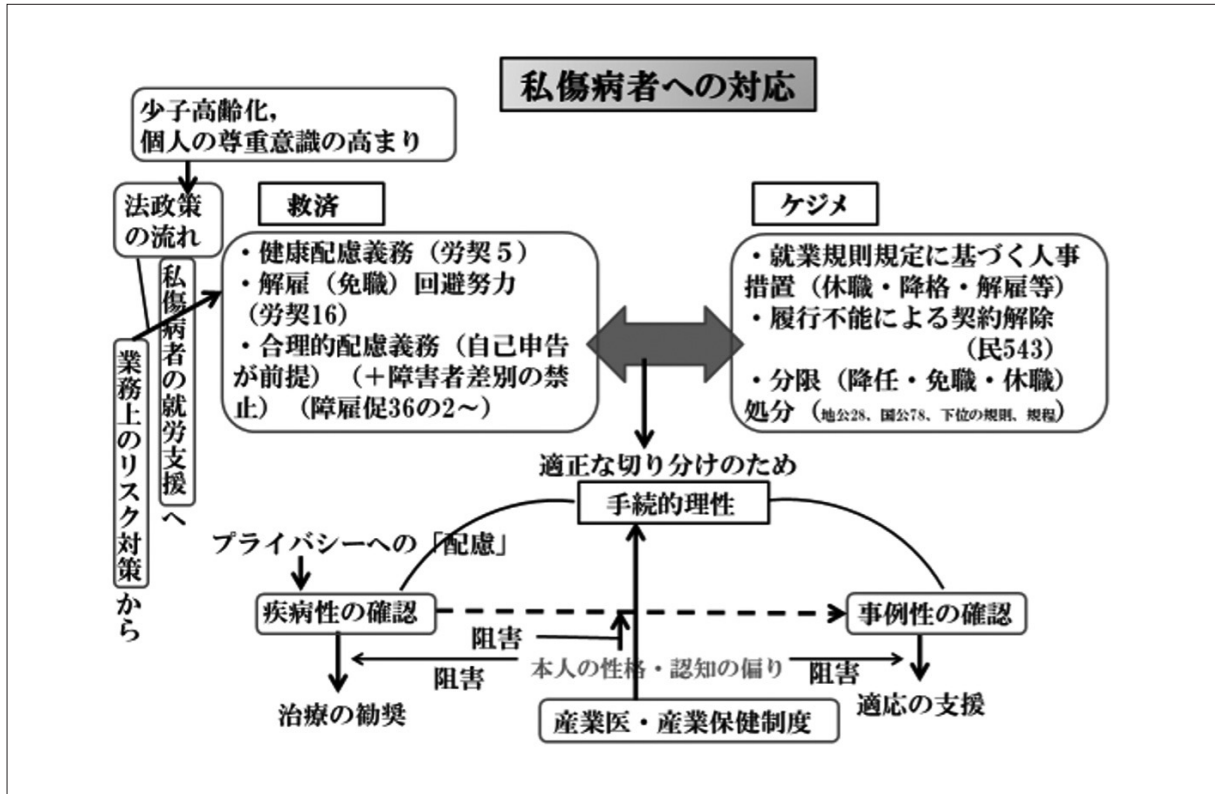 私傷病者への対応
少子高齢化，
個人の尊重意識の高まり
法政策
の流れ
救済
ケジメ
・健康配慮義務（労契５）
・解雇（免職）回避努力
（労契16）
・合理的配慮義務（自己申告
が前提）（＋障害者差別の禁
止）（障雇促36の2〜）
・就業規則規定に基づく人事
措置（休職・降格・解雇等）
・履行不能による契約解除
（民543）
・分限（降任・免職・休職）
処分（地公28、国公78、下位の規則、規程）
私傷病者の就労支援へ
業務上のリスク対策から
適正な切り分けのため
手続的理性
プライバシーへの「配慮」
疾病性の確認
事例性の確認
阻害
本人の性格・認知の偏り
阻害
阻害
治療の勧奨
適応の支援
産業医・産業保健制度